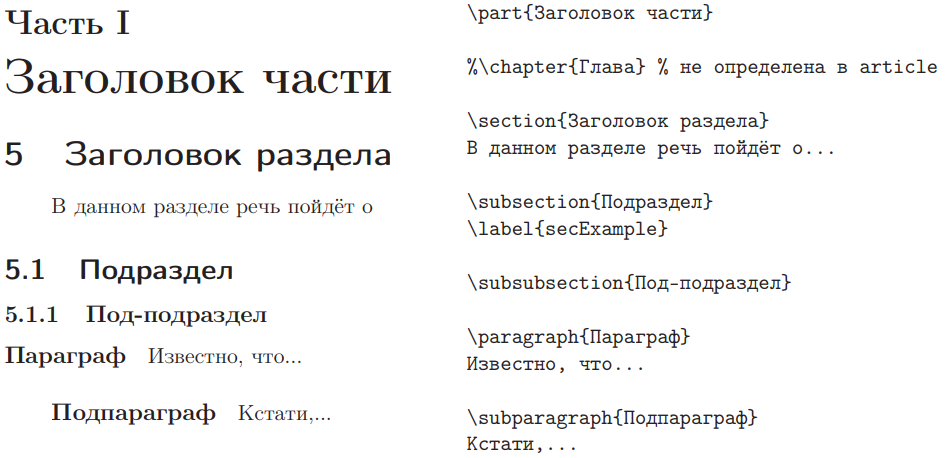 Часть I
Заголовок части
5 Заголовок раздела
В данном разделе речь пойдёт о
5.1 Подраздел
5.1.1 Под-подраздел
Параграф Известно, что...
Подпараграф Кстати,...
\part{Заголовок части}
%\chapter{Глава} % не определена в article
\section{Заголовок раздела}
В данном разделе речь пойдёт о...
\subsection{Подраздел}
\label{secExample}
\subsubsection{Под-подраздел}
\paragraph{Параграф}
Известно, что...
\subparagraph{Подпараграф}
Кстати,...